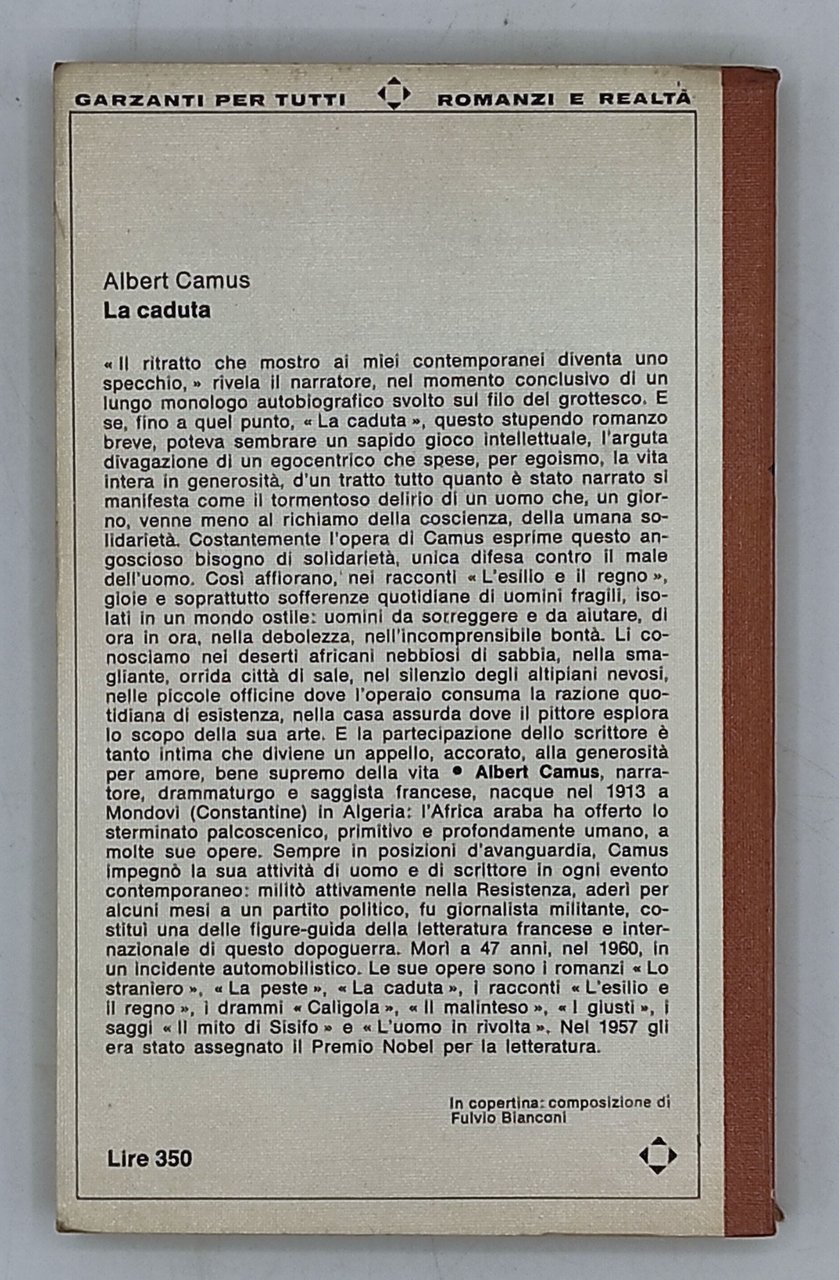 GARZANTI PER TUTTI ROMANZI E REALTÀ
Albert Camus
La caduta
« Il ritratto che mostro ai miei contemporanei diventa uno
specchio, » rivela il narratore, nel momento conclusivo di un
lungo monologo autobiografico svolto sul filo del grottesco. E
se, fino a quel punto, « La caduta », questo stupendo romanzo
breve, poteva sembrare un sapido gioco intellettuale, l'arguta
divagazione di un egocentrico che spese, per egoismo, la vita
intera in generosità, d'un tratto tutto quanto è stato narrato si
manifesta come il tormentoso delirio di un uomo che, un gior-
no, venne meno al richiamo della coscienza, della umana so-
lidarietà. Costantemente l'opera di Camus esprime questo an-
goscioso bisogno di solidarietà, unica difesa contro il male
dell'uomo. Così affiorano, nei racconti « L'esilio e il regno »,
gioie e soprattutto sofferenze quotidiane di uomini fragili, iso-
lati in un mondo ostile: uomini da sorreggere e da aiutare, di
ora in ora, nella debolezza, nell'incomprensibile bontà. Li co-
nosciamo nei deserti africani nebbiosi di sabbia, nella sma-
gliante, orrida città di sale, nel silenzio degli altipiani nevosi,
nelle piccole officine dove l'operaio consuma la razione quo-
tidiana di esistenza, nella casa assurda dove il pittore esplora
lo scopo della sua arte. E la partecipazione dello scrittore è
tanto intima che diviene un appello, accorato, alla generosità
per amore, bene supremo della vita • Albert Camus, narra-
tore, drammaturgo e saggista francese, nacque nel 1913 a
Mondovi (Constantine) in Algeria: l'Africa araba ha offerto lo
sterminato palcoscenico, primitivo e profondamente umano, a
molte sue opere. Sempre in posizioni d'avanguardia, Camus
impegnò la sua attività di uomo e di scrittore in ogni evento
contemporaneo: militò attivamente nella Resistenza, aderì per
alcuni mesi a un partito politico, fu giornalista militante, co-
stituì una delle figure-guida della letteratura francese e inter-
nazionale di questo dopoguerra. Morì a 47 anni, nel 1960, in
un incidente automobilistico. Le sue opere sono i romanzi « Lo
straniero », « La peste », « La caduta », i racconti « L'esilio e
il regno », i drammi « Caligola », « Il malinteso », « I giusti », i
saggi « Il mito di Sisifo » e « L'uomo in rivolta ». Nel 1957 gli
era stato assegnato il Premio Nobel per la letteratura.
In copertina: composizione di
Fulvio Bianconi
Lire 350